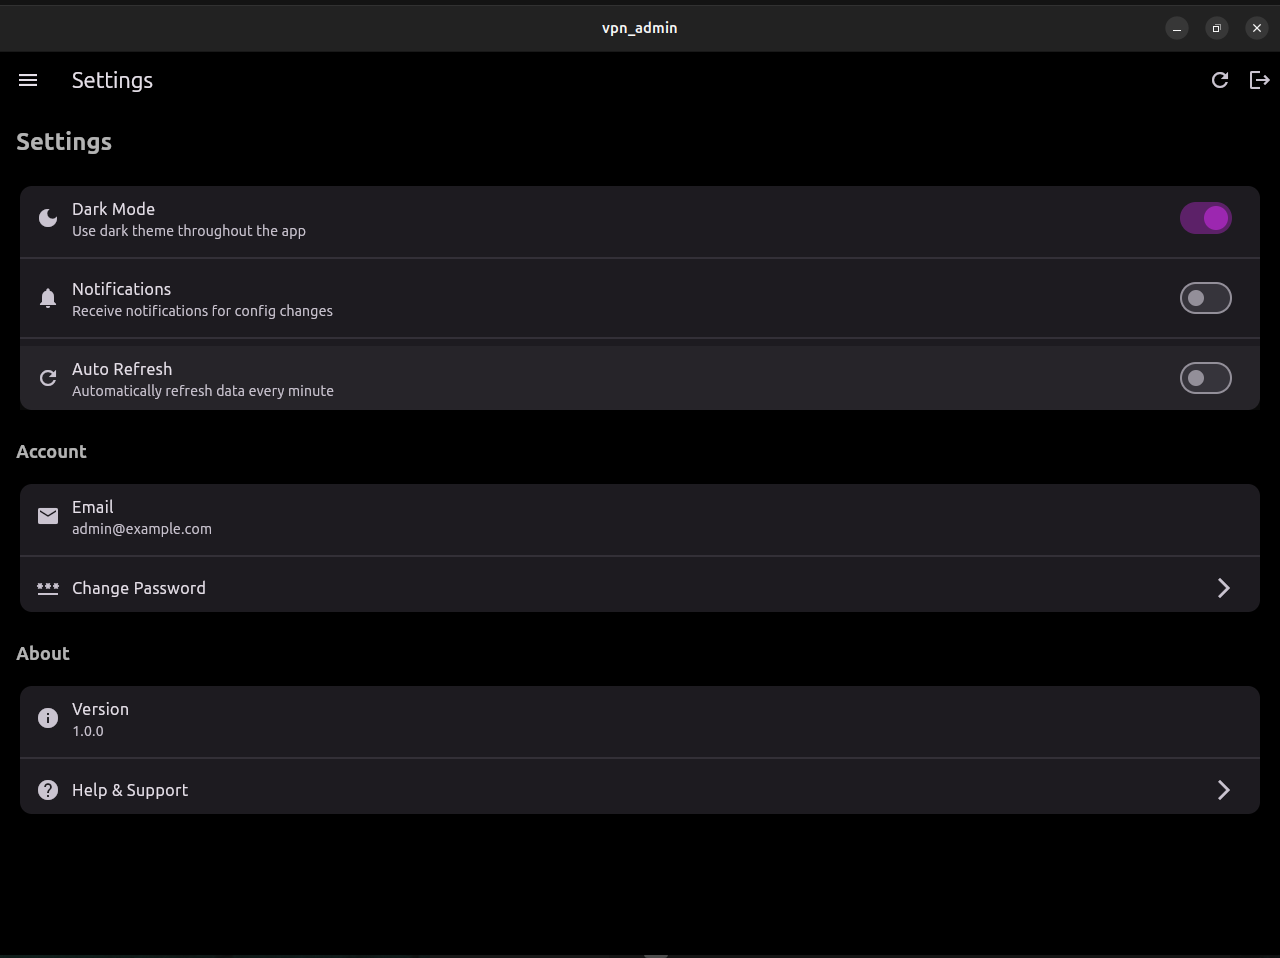 vpn_admin
Settings
Settings
Dark Mode
Use dark theme throughout the app
Notifications
Receive notifications for config changes
Auto Refresh
Automatically refresh data every minute
Account
Email
admin@example.com
Change Password
About
Version
1.0.0
Help & Support